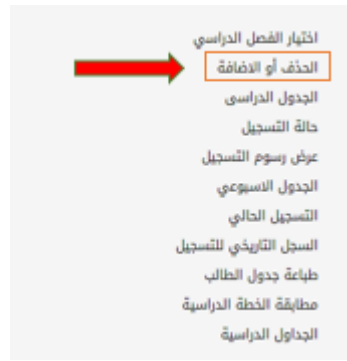 اختيار الفصل الدراسي
الحذف أو الاضافة
الجدول الدراسى
حالة التسجيل
عرض رسوم التسجيل
الجدول الاسبوعي
التسجيل الحالي
السجل التاريخي للتسجيل
طباعة جدول الطالب
مطابقة الخطة الدراسية
الجداول الدراسية